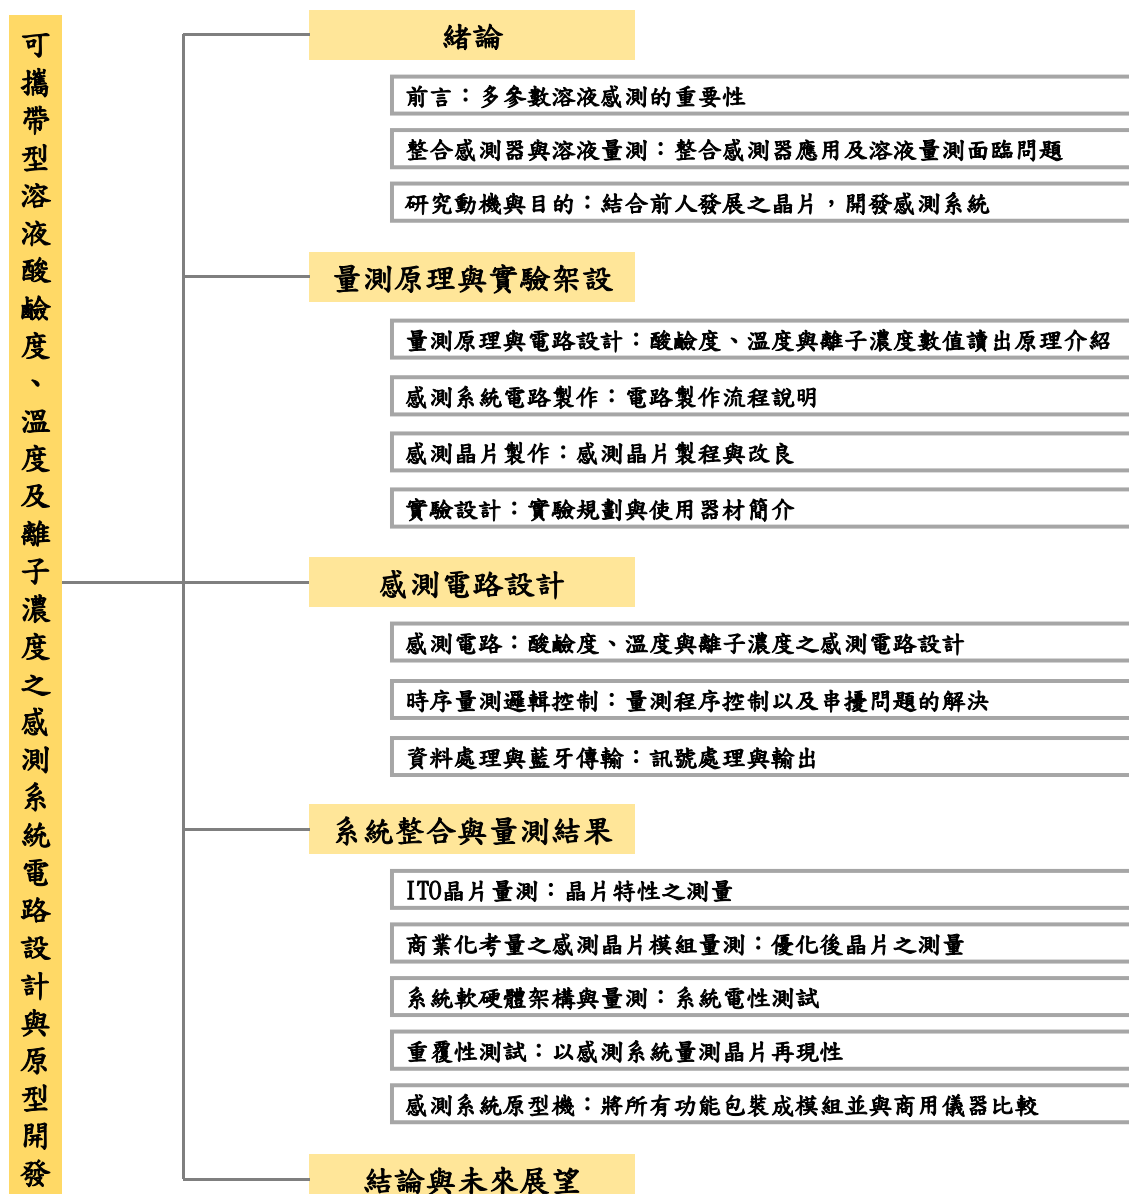 可攜帶型溶液酸鹼度、溫度及離子濃度之感測系統電路設計與原型開發
緒論
前言：多參數溶液感測的重要性
整合感測器與溶液量測：整合感測器應用及溶液量測面臨問題
研究動機與目的：結合前人發展之晶片，開發感測系統
量測原理與實驗架設
量測原理與電路設計：酸鹼度、溫度與離子濃度數值讀出原理介紹
感測系統電路製作：電路製作流程說明
感測晶片製作：感測晶片製程與改良
實驗設計：實驗規劃與使用器材簡介
感測電路設計
感測電路：酸鹼度、溫度與離子濃度之感測電路設計
時序量測邏輯控制：量測程序控制以及串擾問題的解決
資料處理與藍牙傳輸：訊號處理與輸出
系統整合與量測結果
ITO晶片量測：晶片特性之測量
商業化考量之感測晶片模組量測：優化後晶片之測量
系統軟硬體架構與量測：系統電性測試
重覆性測試：以感測系統量測晶片再現性
感測系統原型機：將所有功能包裝成模組並與商用儀器比較
結論與未來展望